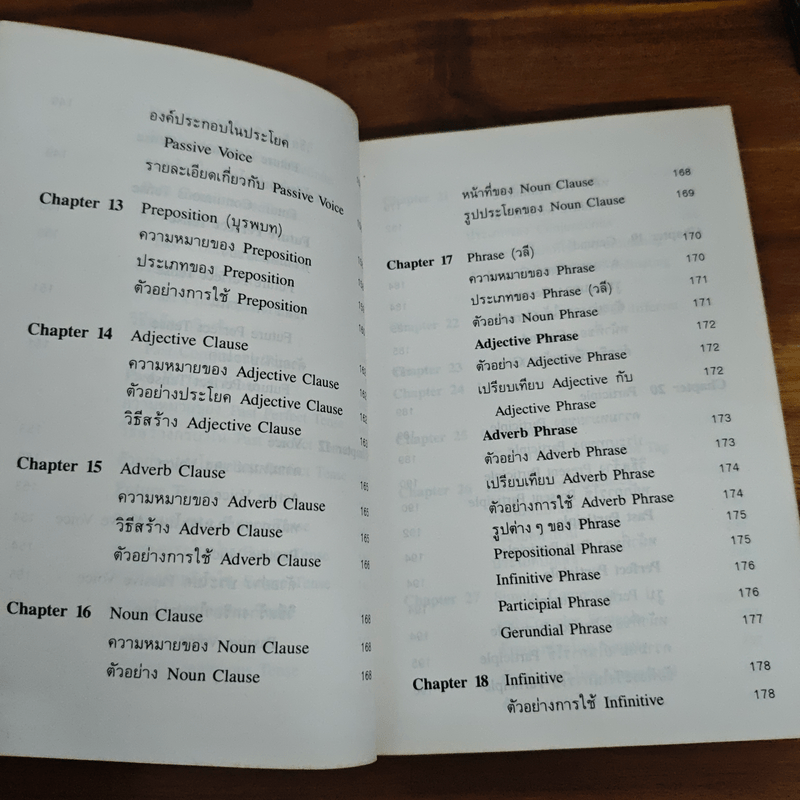 องค์ประกอบในประโยค
Passive Voice
รายละเอียดเกี่ยวกับ Passive Voice
Chapter 13 Preposition (บุรพบท)
ความหมายของ Preposition
ประเภทของ Preposition
ตัวอย่างการใช้ Preposition
Chapter 14 Adjective Clause
ความหมายของ Adjective Clause
ตัวอย่างประโยค Adjective Clause
วิธีสร้าง Adjective Clause
Chapter 15 Adverb Clause 165
ความหมายของ Adverb Clause 165
วิธีสร้าง Adverb Clause 165
ตัวอย่างการใช้ Adverb Clause 166
Chapter 16 Noun Clause 168
ความหมายของ Noun Clause 168
ตัวอย่าง Noun Clause 168
หน้าที่ของ Noun Clause 168
รูปประโยคของ Noun Clause 169
Chapter 17 Phrase (วลี) 170
ความหมายของ Phrase 170
ประเภทของ Phrase (วลี) 171
ตัวอย่าง Noun Phrase 171
Adjective Phrase 172
ตัวอย่าง Adjective Phrase 172
เปรียบเทียบ Adjective กับ 172
Adjective Phrase
Adverb Phrase 173
ตัวอย่าง Adverb Phrase 173
เปรียบเทียบ Adverb Phrase 174
ตัวอย่างการใช้ Adverb Phrase 174
รูปต่าง ๆ ของ Phrase 175
Prepositional Phrase 175
Infinitive Phrase 176
Participial Phrase 176
Gerundial Phrase 177
Chapter 18 Infinitive 178
ตัวอย่างการใช้ Infinitive 178